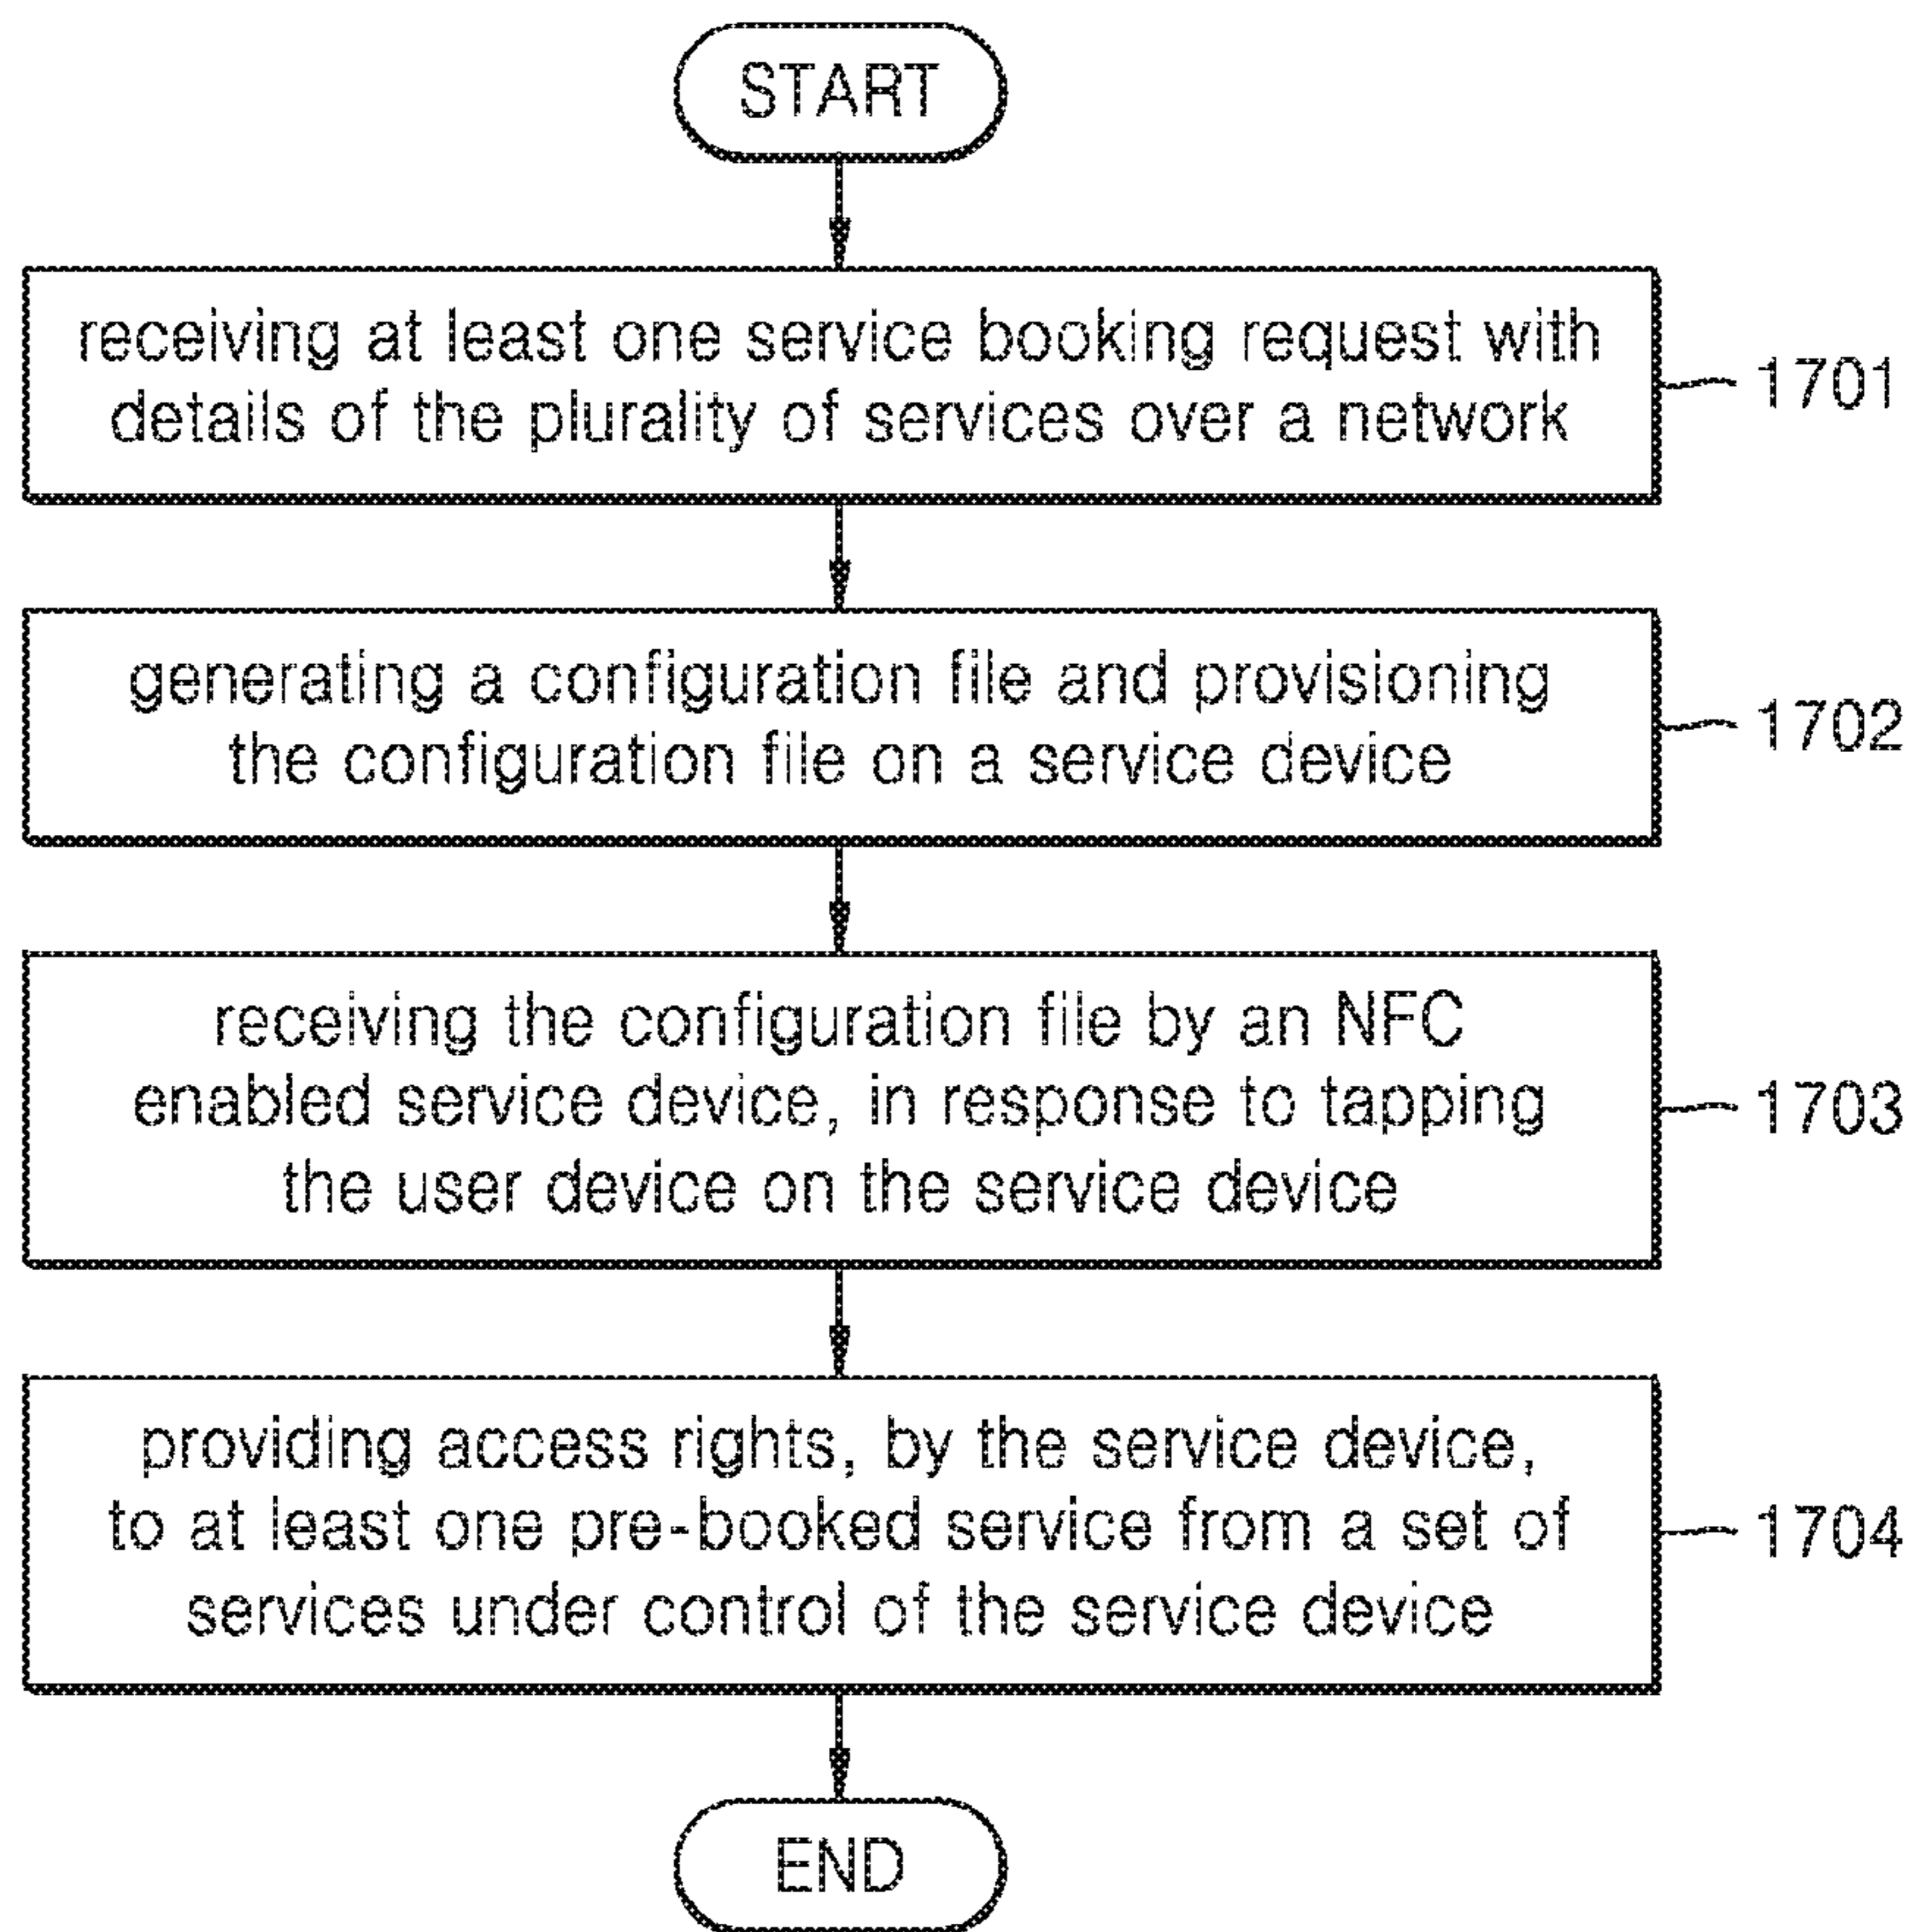 START
receiving at least one service booking request with
details of the plurality of services over a network
1701
generating a configuration file and provisioning
the configuration file on a service device
1702
receiving the configuration file by an NFC
enabled service device, in response to tapping
the user device on the service device
1703
providing access rights, by the service device,
to at least one pre-booked service from a set of
services under control of the service device
1704
END